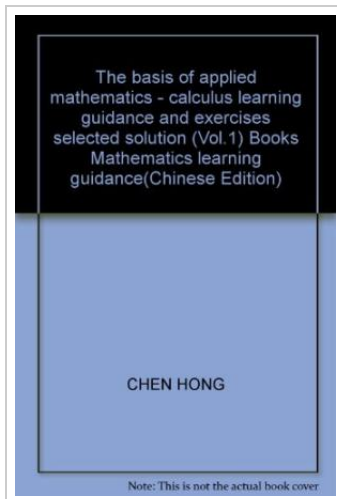 The basis of applied
mathematics - calculus learning
guidance and exercises
selected solution (Vol.1) Books
Mathematics learning
guidance(Chinese Edition)
CHEN HONG
Note: This is not the actual book cover